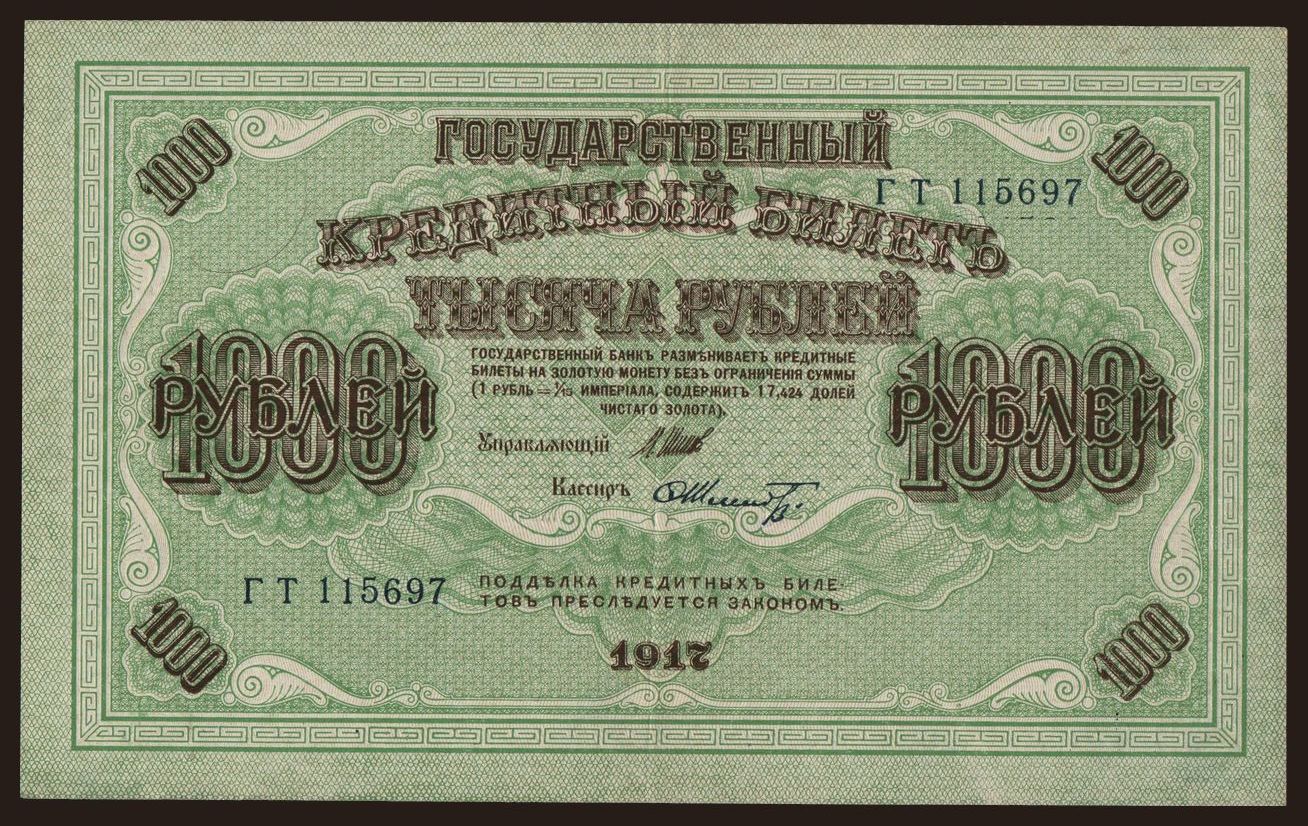 1000
1000
ГОСУДАРСТВЕННЫЙ
ГТ 115697
КРЕДИТНЫЙ БИЛЕТЪ
ТЫСЯЧА РУБЛЕЙ
1000
РУБЛЕЙ
1000
РУБЛЕЙ
ГОСУДАРСТВЕННЫЙ БАНКЪ РАЗМѢНИВАЕТЪ КРЕДИТНЫЕ
БИЛЕТЫ НА ЗОЛОТУЮ МОНЕТУ БЕЗЪ ОГРАНИЧЕНІЯ СУММЫ
(1 РУБЛЬ = 1/15 ИМПЕРІАЛА, СОДЕРЖИТЪ 17,424 ДОЛЕЙ
ЧИСТАГО ЗОЛОТА).
Управляющій
Кассиръ
ГТ 115697
ПОДДѢЛКА КРЕДИТНЫХЪ БИЛЕ-
ТОВЪ ПРЕСЛѢДУЕТСЯ ЗАКОНОМЪ.
1917
1000
1000